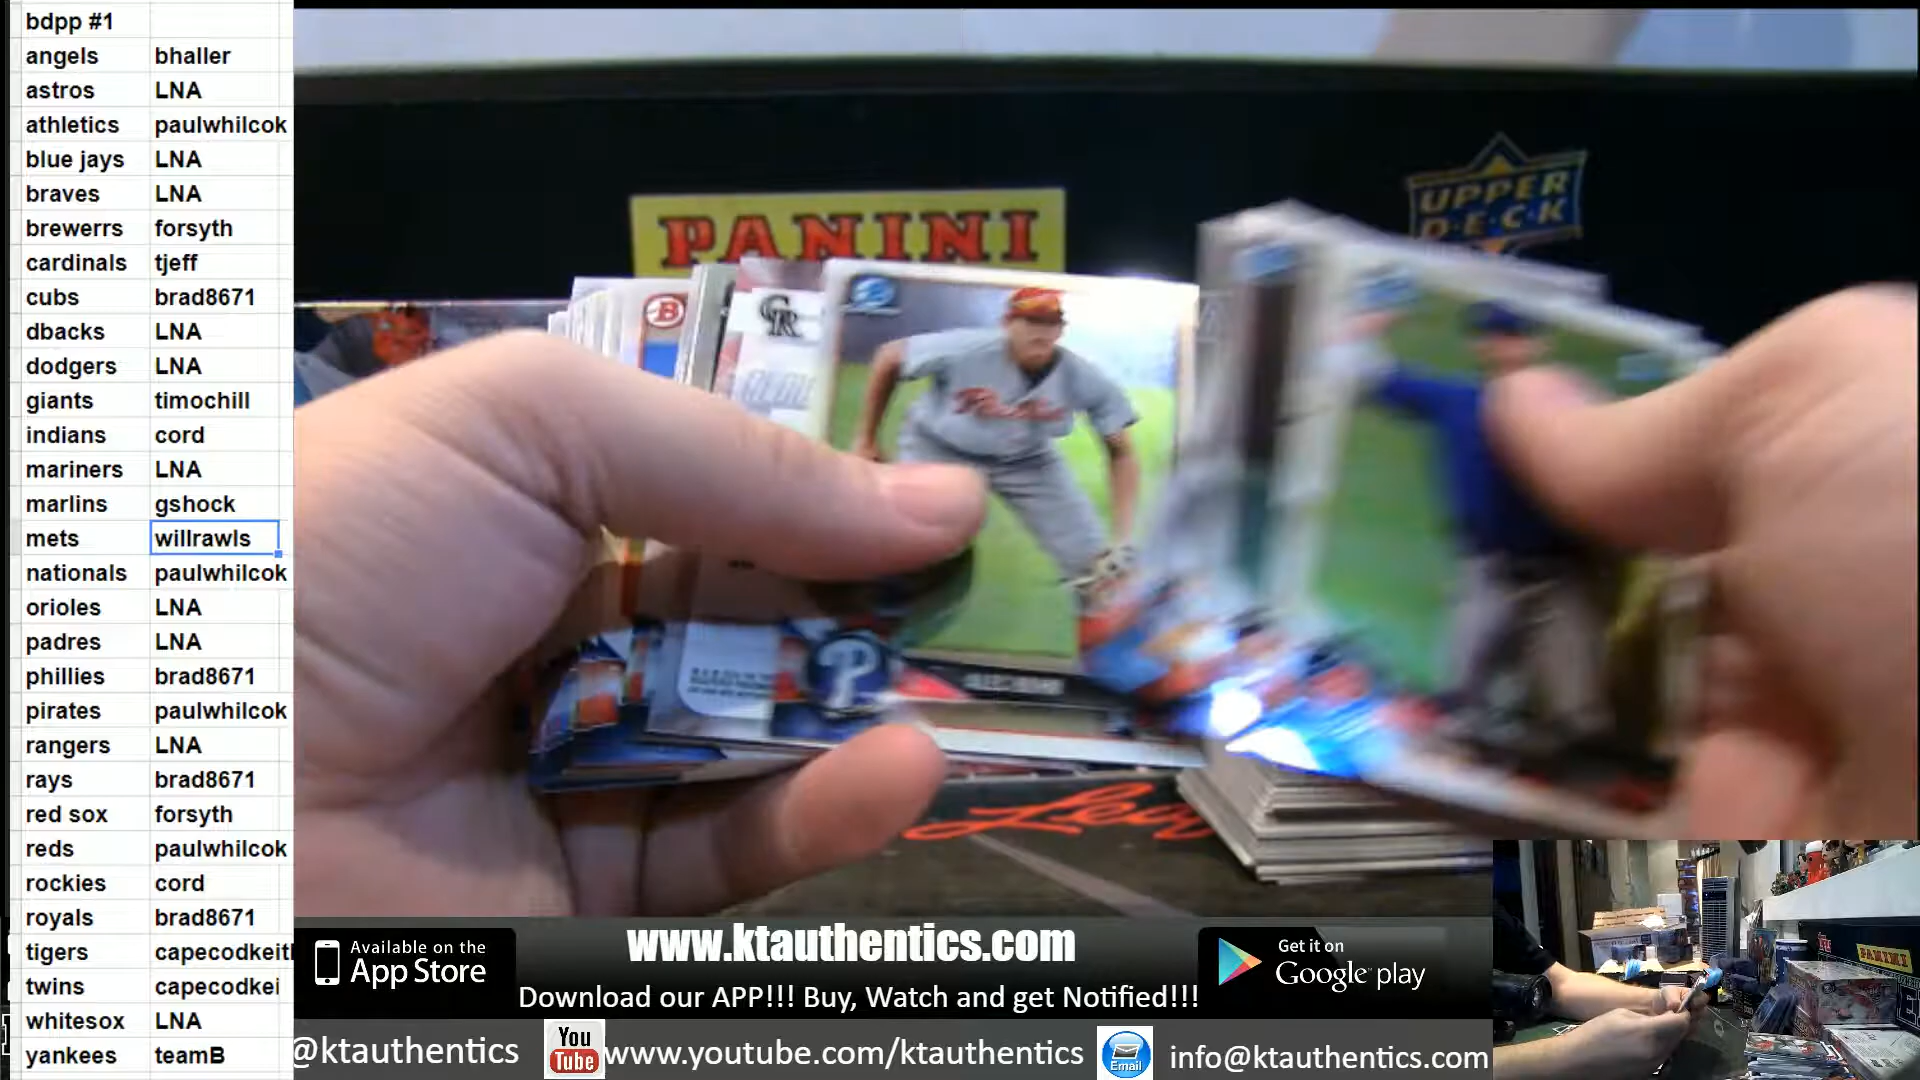 bdpp #1
angels bhaller
astros LNA
athletics paulwhilcok
blue jays LNA
braves LNA
brewerrs forsyth
cardinals tjeff
cubs brad8671
dbacks LNA
dodgers LNA
giants timochill
indians cord
mariners LNA
marlins gshock
mets willrawls
nationals paulwhilcok
orioles LNA
padres LNA
phillies brad8671
pirates paulwhilcok
rangers LNA
rays brad8671
red sox forsyth
reds paulwhilcok
rockies cord
royals brad8671
tigers capecodkeit
twins capecodkei
whitesox LNA
yankees teamB
PANINI
UPPER
D·E·C·K
B
CR
P
Available on the
App Store
www.ktauthentics.com
Get it on
Google play
Download our APP!!! Buy, Watch and get Notified!!!
@ktauthentics
You
Tube
www.youtube.com/ktauthentics
Email
info@ktauthentics.com
PANINI